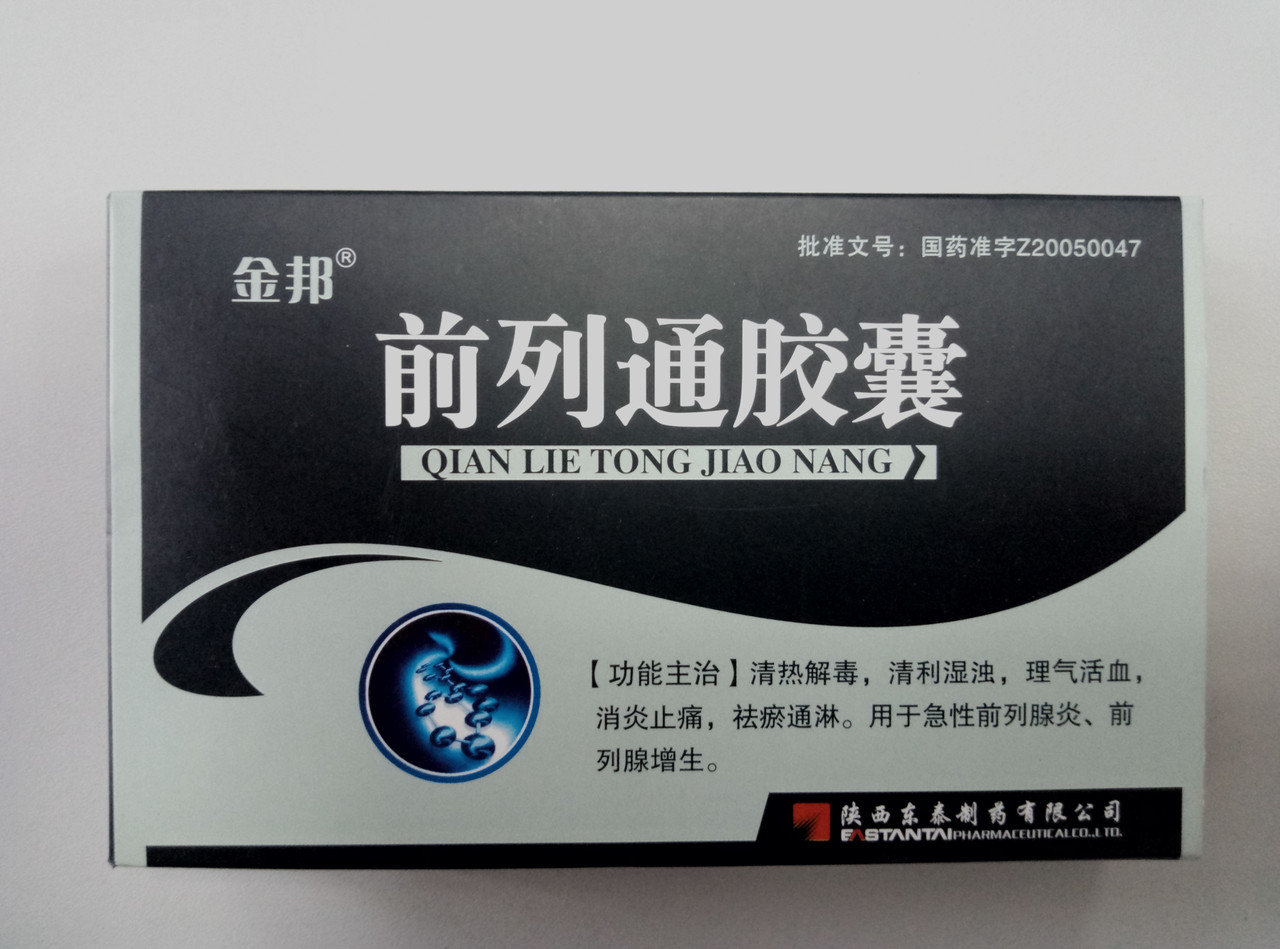 批准文号：国药准字Z20050047
金邦®
前列通胶囊
QIAN LIE TONG JIAO NANG
【功能主治】清热解毒，清利湿浊，理气活血，
消炎止痛，祛瘀通淋。用于急性前列腺炎、前
列腺增生。
陕西东泰制药有限公司
EASTANTAI PHARMACEUTICAL CO.,LTD.